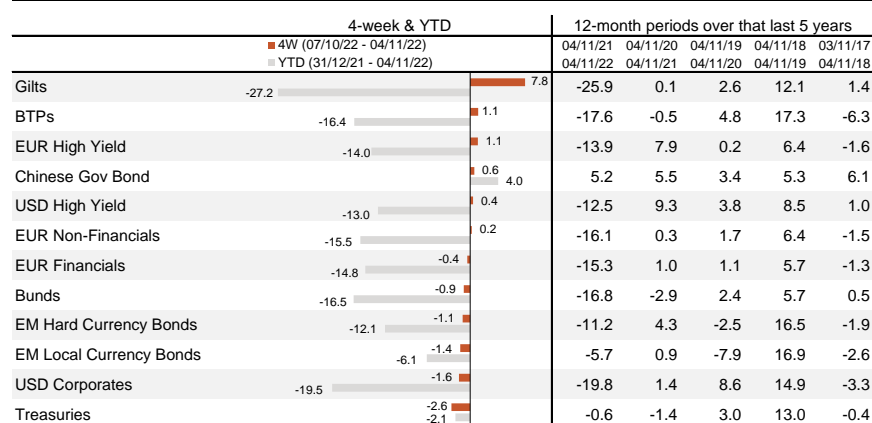 4-week & YTD 12-month periods over that last 5 years
4W (07/10/22 - 04/11/22) 04/11/21 04/11/20 04/11/19 04/11/18 03/11/17
YTD (31/12/21 - 04/11/22) 04/11/22 04/11/21 04/11/20 04/11/19 04/11/18
Gilts 7.8 -27.2 -25.9 0.1 2.6 12.1 1.4
BTPs 1.1 -16.4 -17.6 -0.5 4.8 17.3 -6.3
EUR High Yield 1.1 -14.0 -13.9 7.9 0.2 6.4 -1.6
Chinese Gov Bond 0.6 4.0 5.2 5.5 3.4 5.3 6.1
USD High Yield 0.4 -13.0 -12.5 9.3 3.8 8.5 1.0
EUR Non-Financials 0.2 -15.5 -16.1 0.3 1.7 6.4 -1.5
EUR Financials -0.4 -14.8 -15.3 1.0 1.1 5.7 -1.3
Bunds -0.9 -16.5 -16.8 -2.9 2.4 5.7 0.5
EM Hard Currency Bonds -1.1 -12.1 -11.2 4.3 -2.5 16.5 -1.9
EM Local Currency Bonds -1.4 -6.1 -5.7 0.9 -7.9 16.9 -2.6
USD Corporates -1.6 -19.5 -19.8 1.4 8.6 14.9 -3.3
Treasuries -2.6 -2.1 -0.6 -1.4 3.0 13.0 -0.4